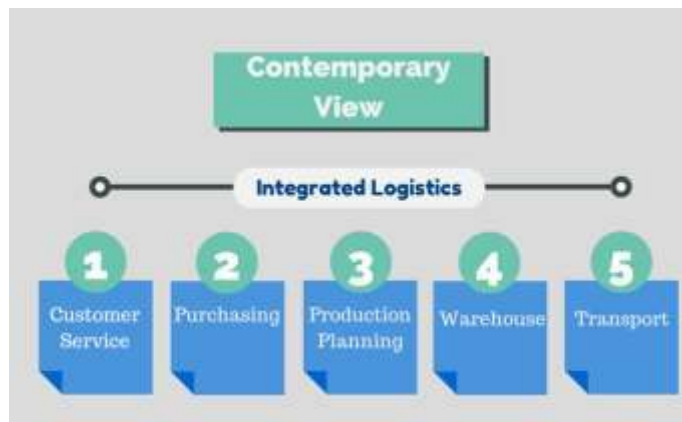 Contemporary
View
Integrated Logistics
1
2
3
4
5
Customer
Service
Purchasing
Production
Planning
Warehouse
Transport